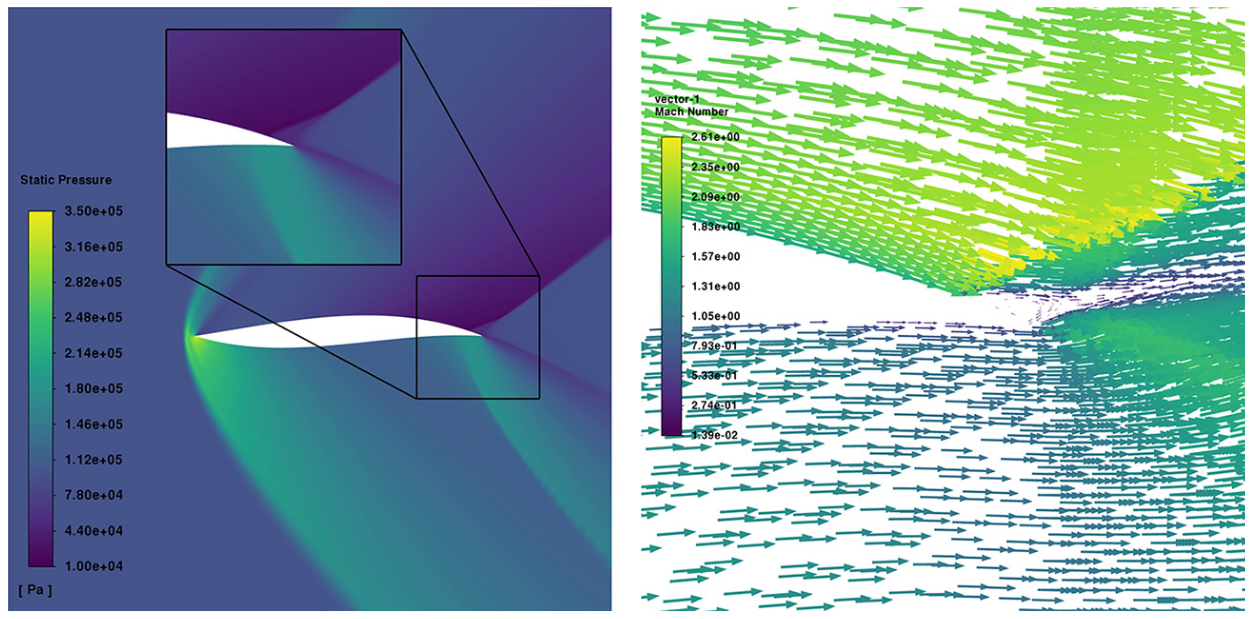 Static Pressure
3.50e+05
3.16e+05
2.82e+05
2.48e+05
2.14e+05
1.80e+05
1.46e+05
1.12e+05
7.80e+04
4.40e+04
1.00e+04
[ Pa ]
vector-1
Mach Number
2.61e+00
2.35e+00
2.09e+00
1.83e+00
1.57e+00
1.31e+00
1.05e+00
7.93e-01
5.33e-01
2.74e-01
1.39e-02